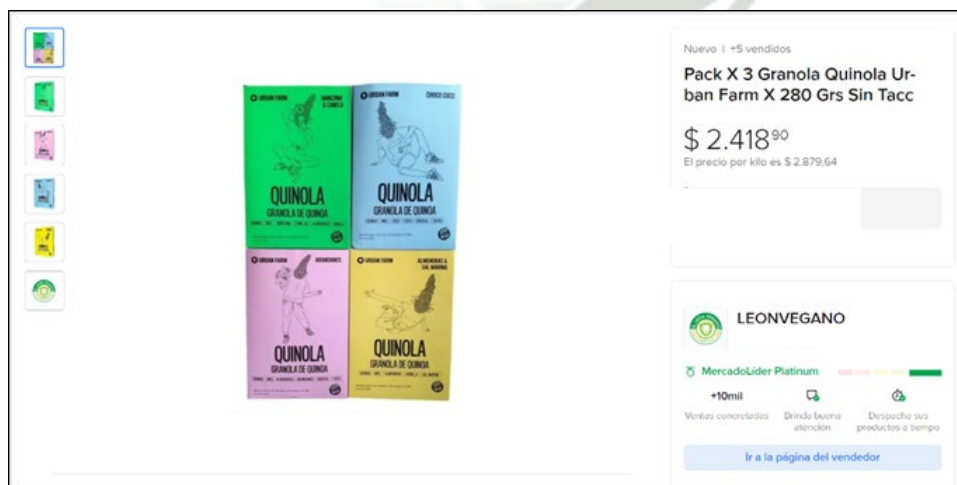 Nuevo | +5 vendidos
Pack X 3 Granola Quinola Ur-
ban Farm X 280 Grs Sin Tacc
$ 2.418⁹⁰
El precio por kilo es $ 2.879,64
URBAN FARM
MANZANA
& CANELA
QUINOLA
GRANOLA DE QUINOA
URBAN FARM
CHOCO COCO
QUINOLA
GRANOLA DE QUINOA
URBAN FARM
ARANDANOS
QUINOLA
GRANOLA DE QUINOA
URBAN FARM
ALMENDRAS &
SAL MARINA
QUINOLA
GRANOLA DE QUINOA
LEONVEGANO
MercadoLíder Platinum
+10mil
Ventas concretadas
Brinda buena
atención
Despacha sus
productos a tiempo
Ir a la página del vendedor